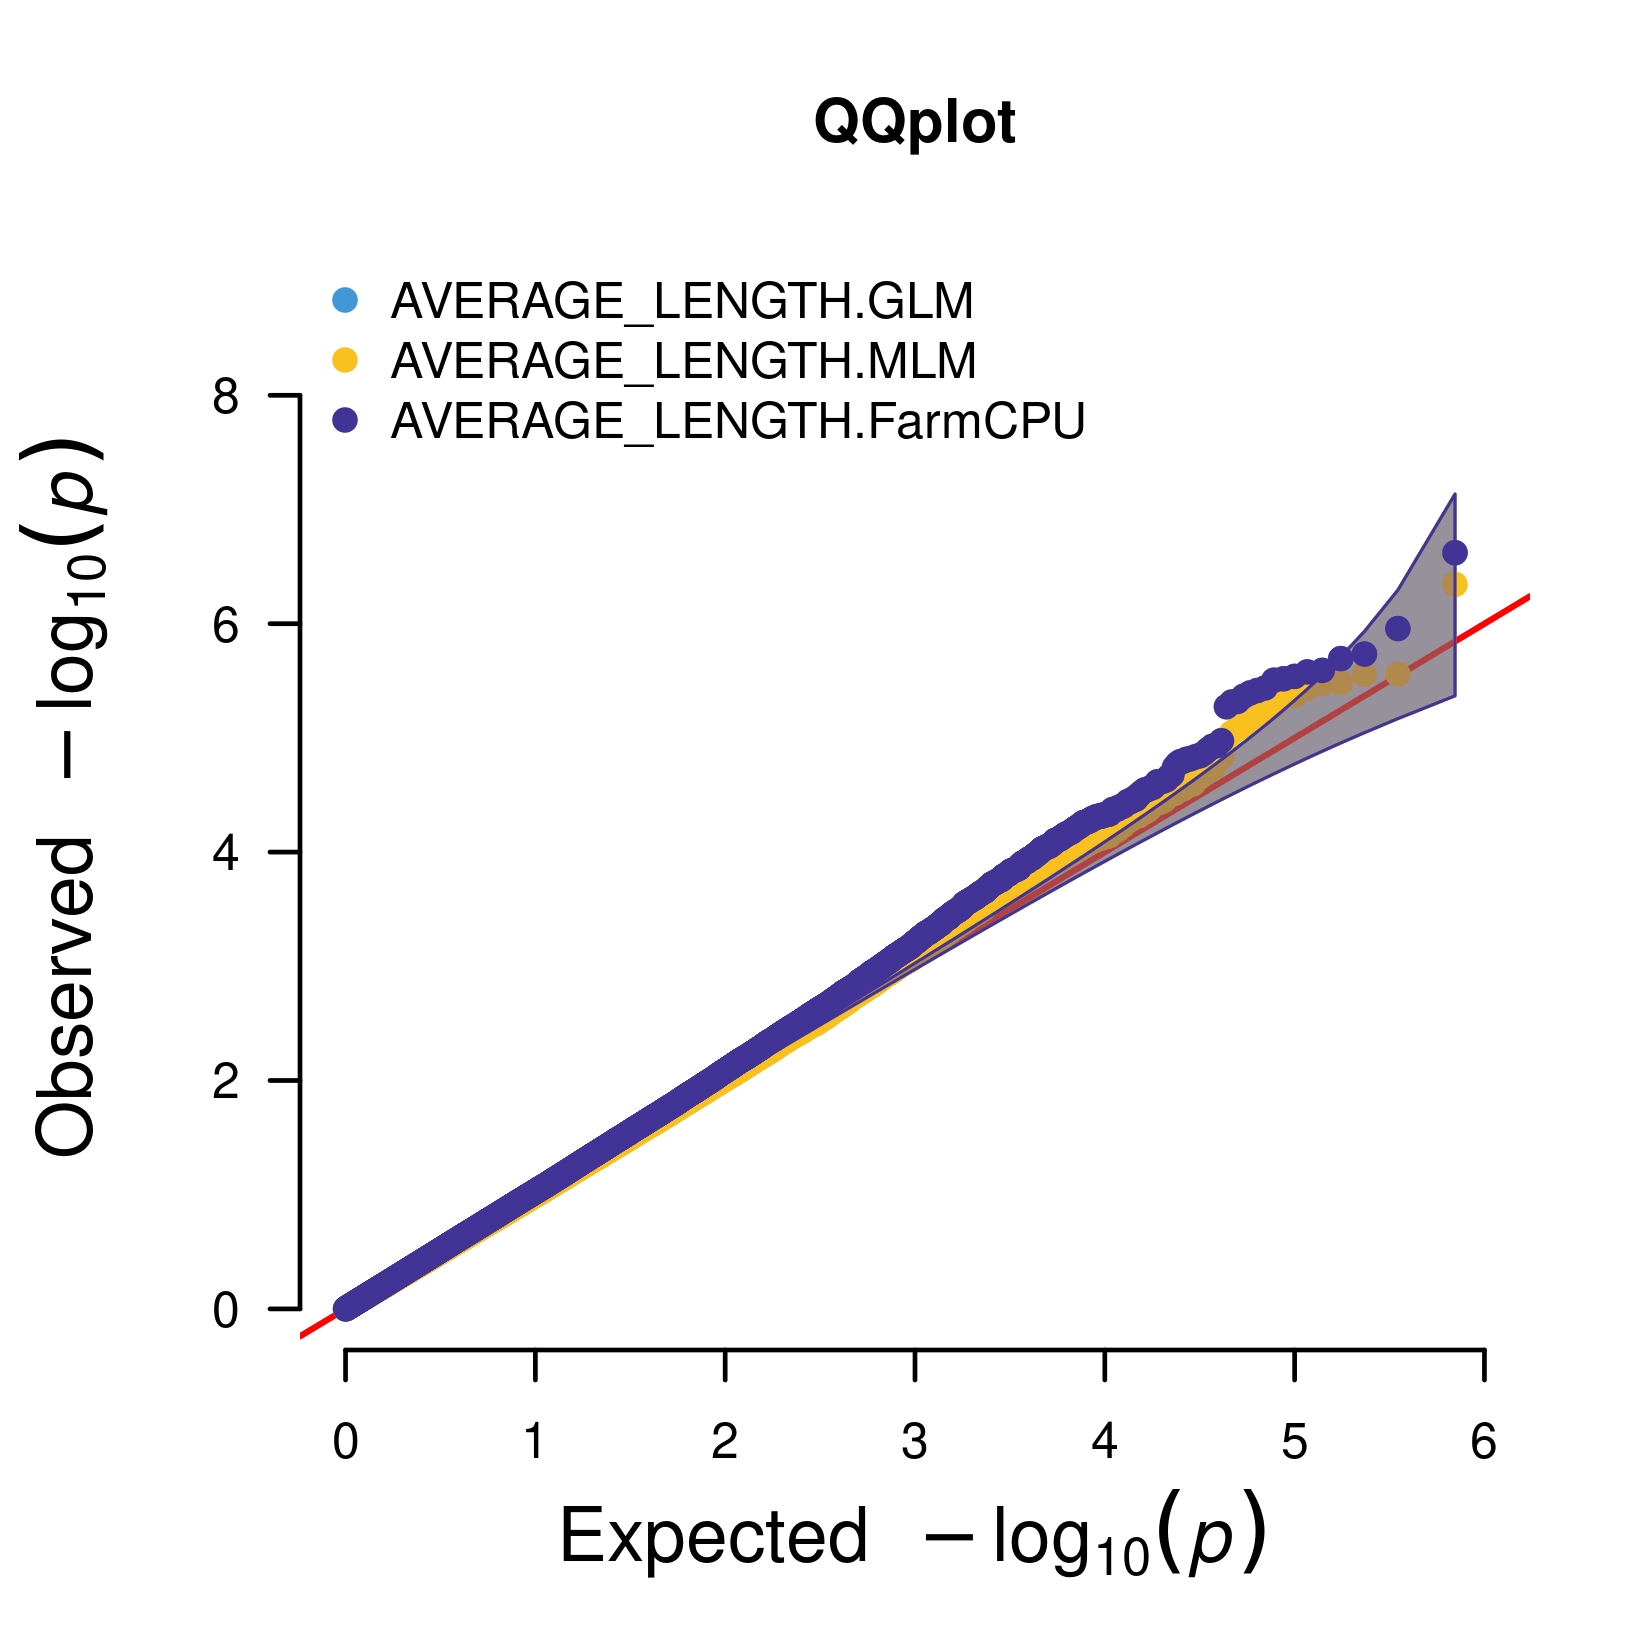 QQplot
AVERAGE_LENGTH.GLM
AVERAGE_LENGTH.MLM
AVERAGE_LENGTH.FarmCPU
8
6
4
2
0
Observed −log₁₀(p)
0 1 2 3 4 5 6
Expected −log₁₀(p)